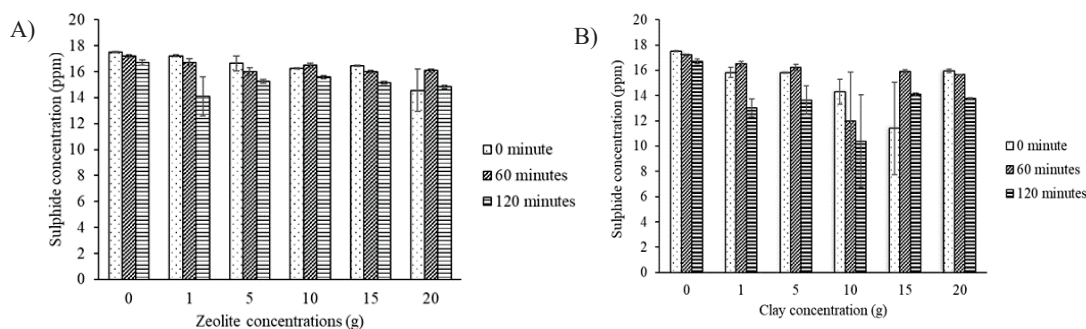 A)
Sulphide concentration (ppm)
20
18
16
14
12
10
8
6
4
2
0
0 1 5 10 15 20
Zeolite concentrations (g)
0 minute
60 minutes
120 minutes
B)
Sulphide concentration (ppm)
20
18
16
14
12
10
8
6
4
2
0
0 1 5 10 15 20
Clay concentration (g)
0 minute
60 minutes
120 minutes